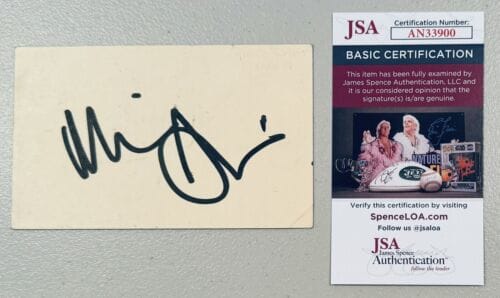 JSA
Certification Number:
AN33900
BASIC CERTIFICATION
This item has been fully examined by
James Spence Authentication, LLC and it
is our considered opinion that the
signature(s) is/are genuine.
NATURE
Verify this certification by visiting
SpenceLOA.com
Follow us @jsaloa
JSA
James Spence
Authentication
follow the leader